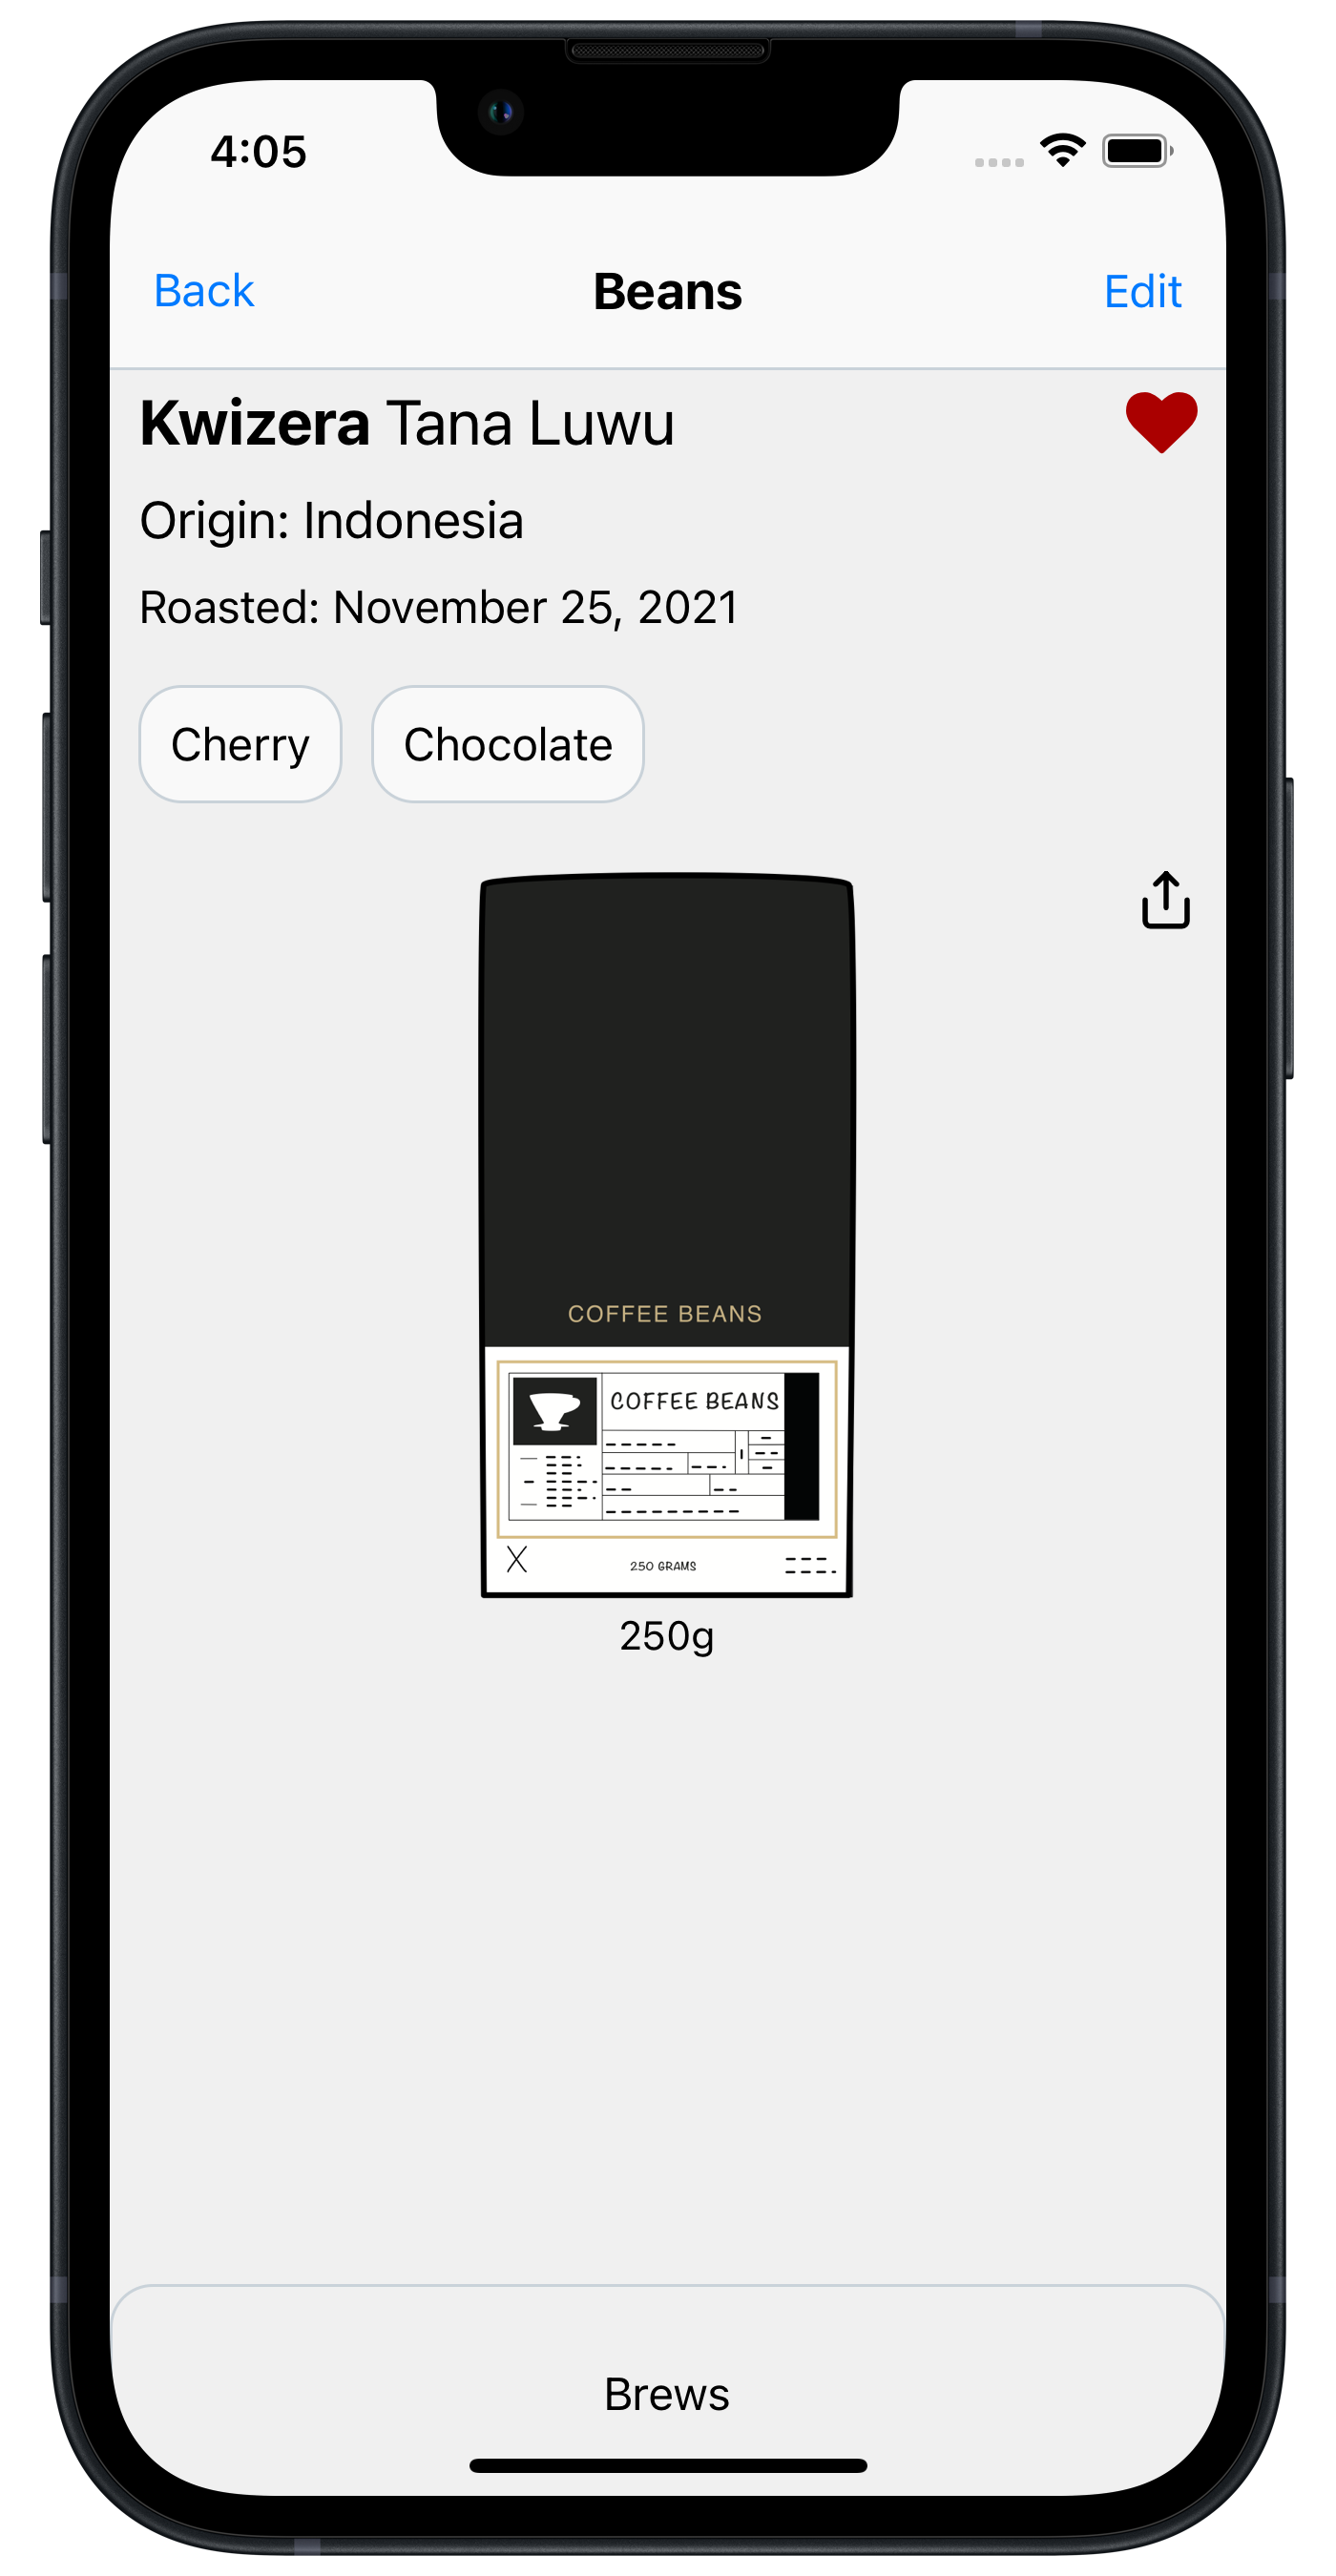 4:05
Back Beans Edit
Kwizera Tana Luwu
Origin: Indonesia
Roasted: November 25, 2021
Cherry Chocolate
COFFEE BEANS
COFFEE BEANS
250 GRAMS
250g
Brews